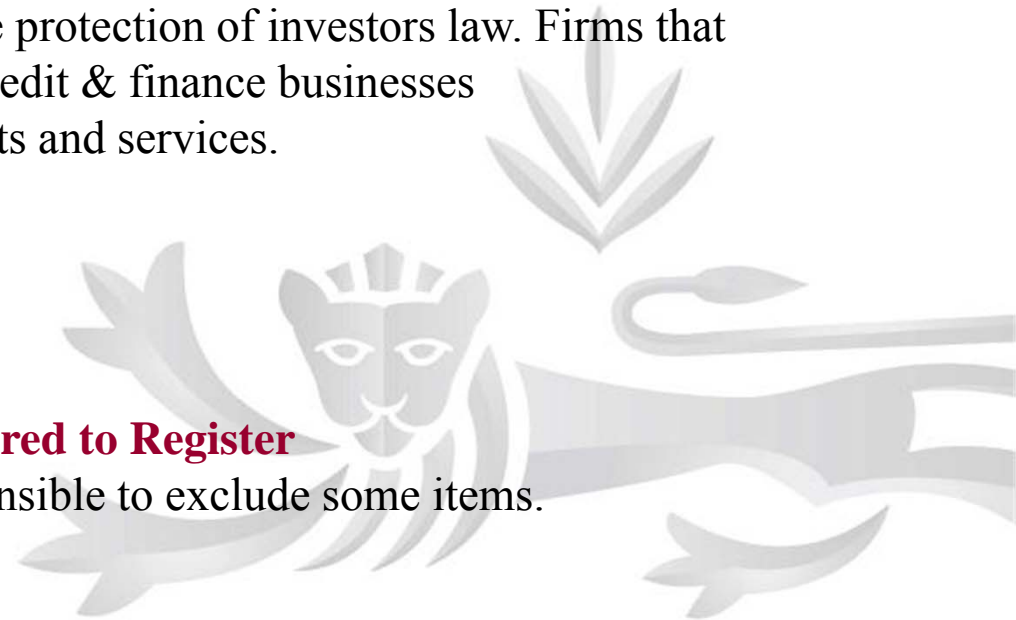 protection of investors law. Firms that
edit & finance businesses
ts and services.
red to Register
nsible to exclude some items.